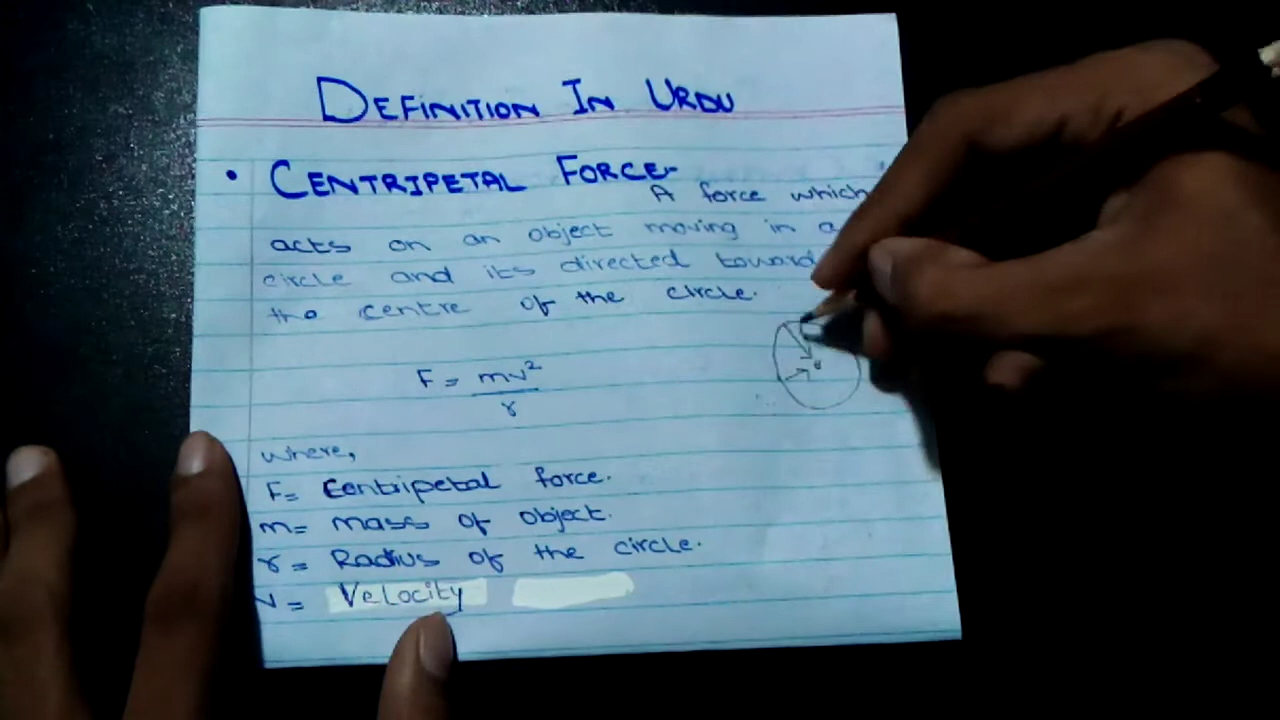 DEFINITION IN URDU
• CENTRIPETAL FORCE-
A force which
acts on an object moving in a
circle and its directed toward
the centre of the circle.
F = mv²
r
where,
F= Centripetal force.
m= mass of object.
r= Radius of the circle.
V= Velocity